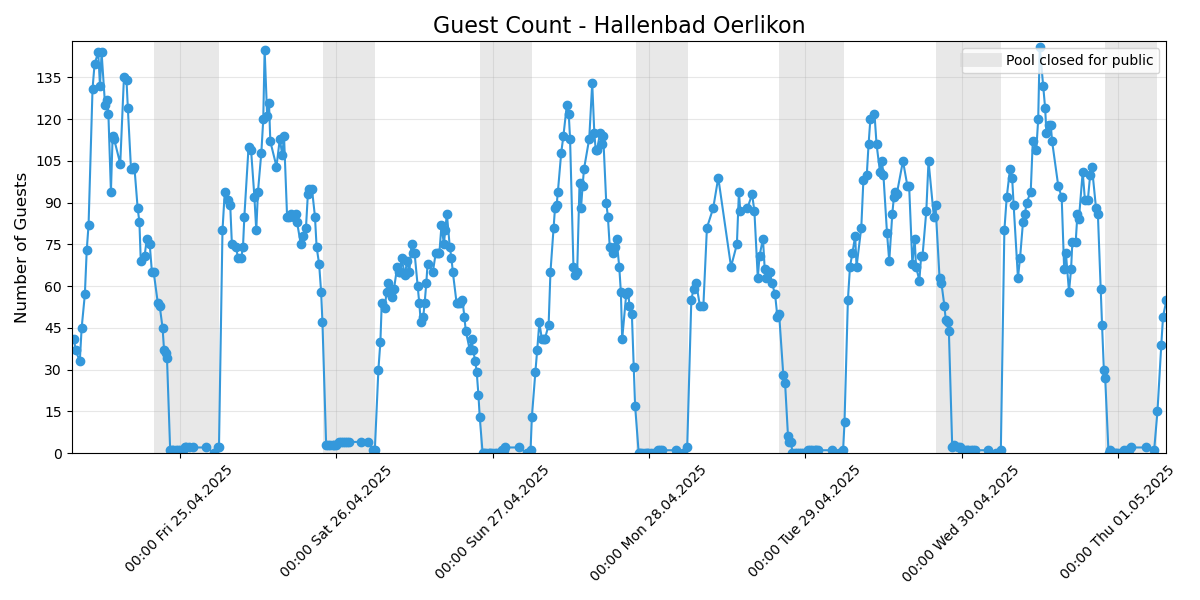 Guest Count - Hallenbad Oerlikon
Pool closed for public
Number of Guests
135
120
105
90
75
60
45
30
15
0
00:00 Fri 25.04.2025
00:00 Sat 26.04.2025
00:00 Sun 27.04.2025
00:00 Mon 28.04.2025
00:00 Tue 29.04.2025
00:00 Wed 30.04.2025
00:00 Thu 01.05.2025